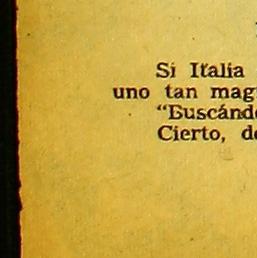 Si Italia
uno tan mag
“Buscánd
Cierto, d